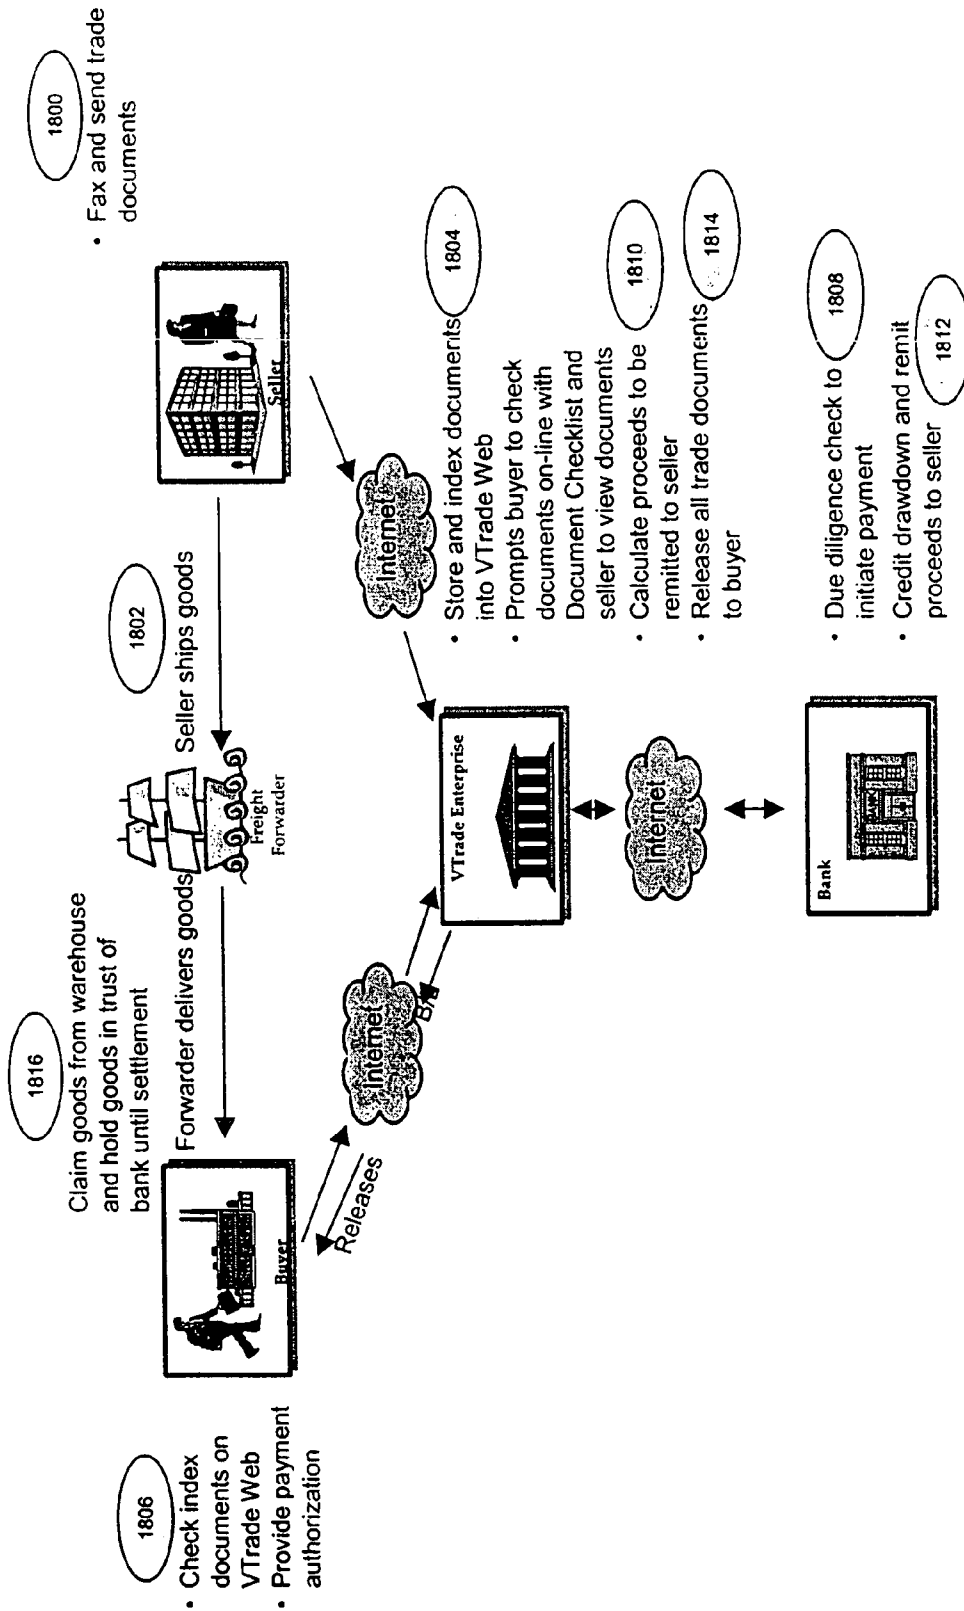 1816
Claim goods from warehouse
and hold goods in trust of
bank until settlement
1802
1800
• Fax and send trade
documents
Forwarder delivers goods
Seller ships goods
Freight
Forwarder
Buyer
Seller
1806
• Check index
documents on
VTrade Web
• Provide payment
authorization
Releases
Internet
B/L
Internet
VTrade Enterprise
1804
• Store and index documents
into VTrade Web
• Prompts buyer to check
documents on-line with
Document Checklist and
seller to view documents
1810
• Calculate proceeds to be
remitted to seller
1814
• Release all trade documents
to buyer
Internet
Bank
BANK
1808
• Due diligence check to
initiate payment
• Credit drawdown and remit
proceeds to seller
1812